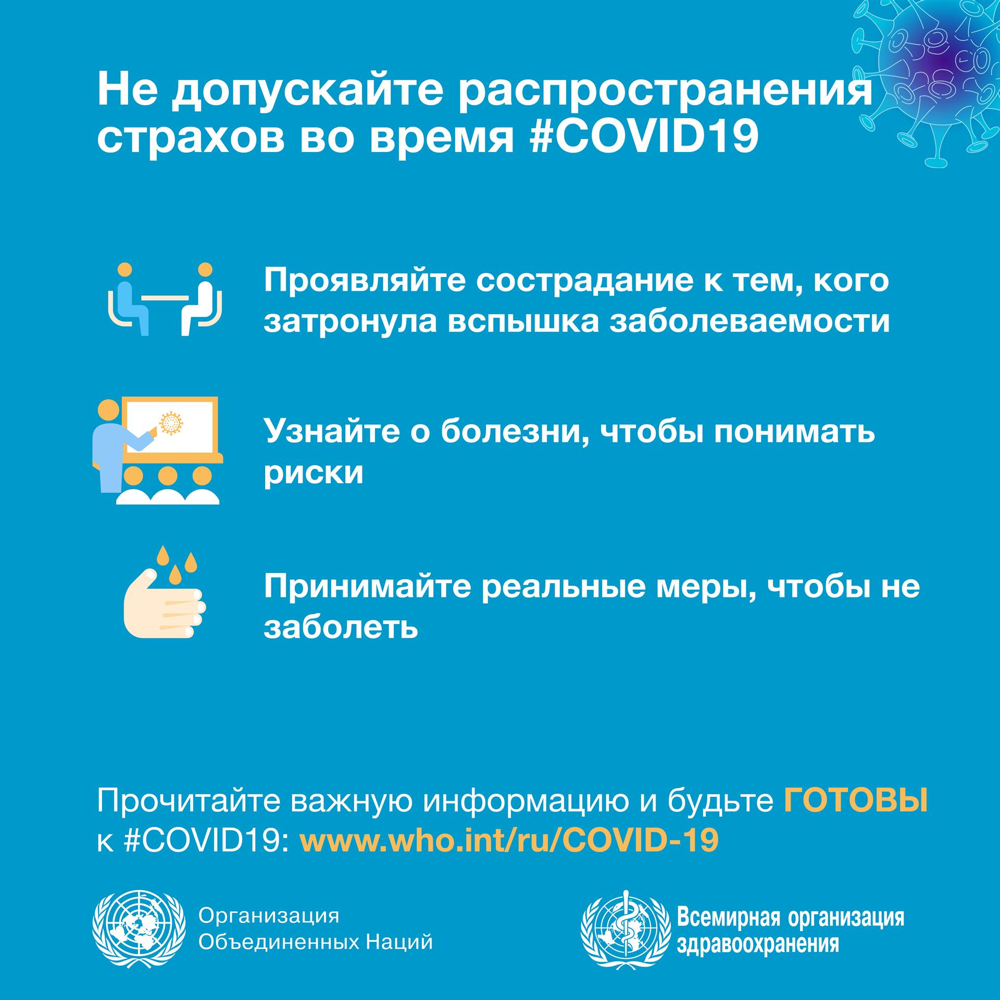 Не допускайте распространения
страхов во время #COVID19
Проявляйте сострадание к тем, кого
затронула вспышка заболеваемости
Узнайте о болезни, чтобы понимать
риски
Принимайте реальные меры, чтобы не
заболеть
Прочитайте важную информацию и будьте ГОТОВЫ
к #COVID19: www.who.int/ru/COVID-19
Организация
Объединенных Наций
Всемирная организация
здравоохранения